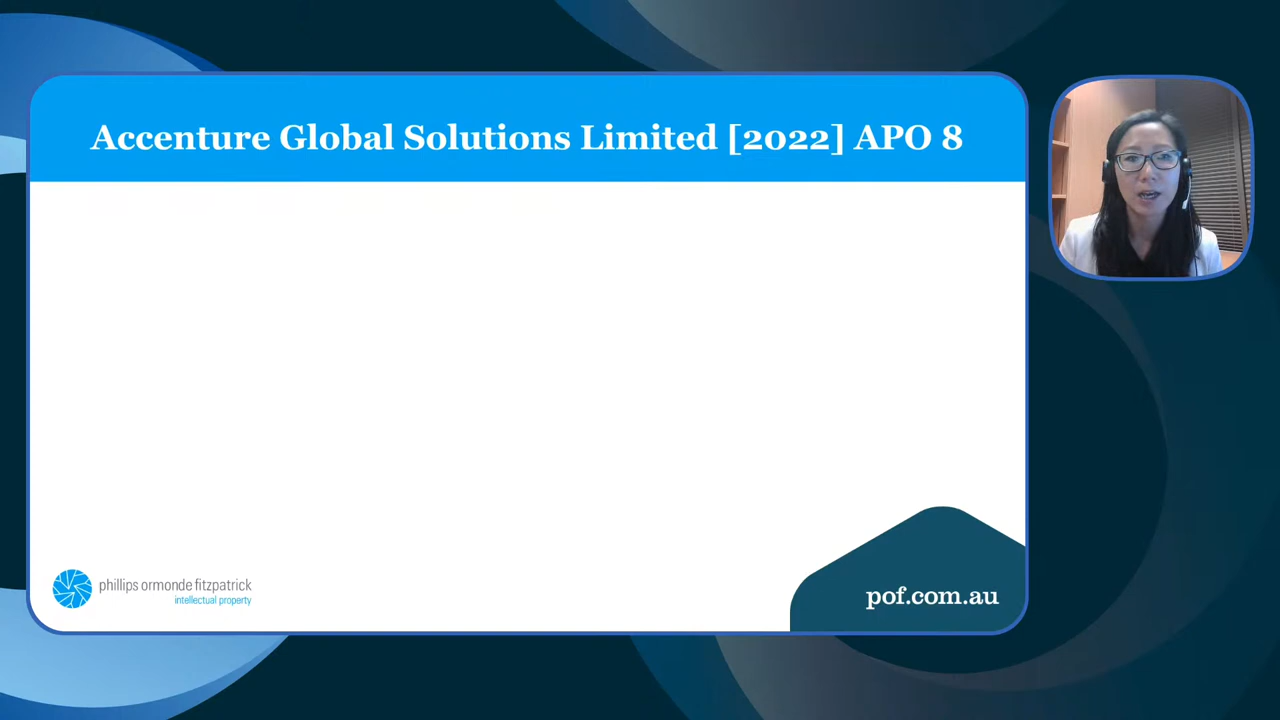 Accenture Global Solutions Limited [2022] APO 8
phillips ormonde fitzpatrick
intellectual property
pof.com.au